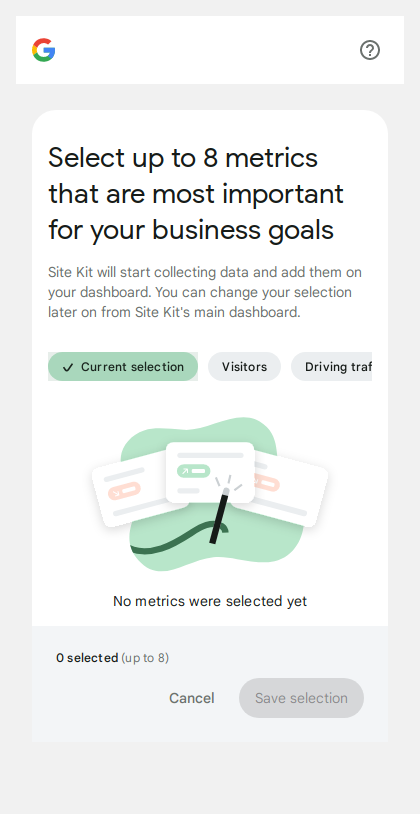 Select up to 8 metrics
that are most important
for your business goals
Site Kit will start collecting data and add them on
your dashboard. You can change your selection
later on from Site Kit's main dashboard.
Current selection Visitors Driving traf
No metrics were selected yet
0 selected (up to 8)
Cancel Save selection